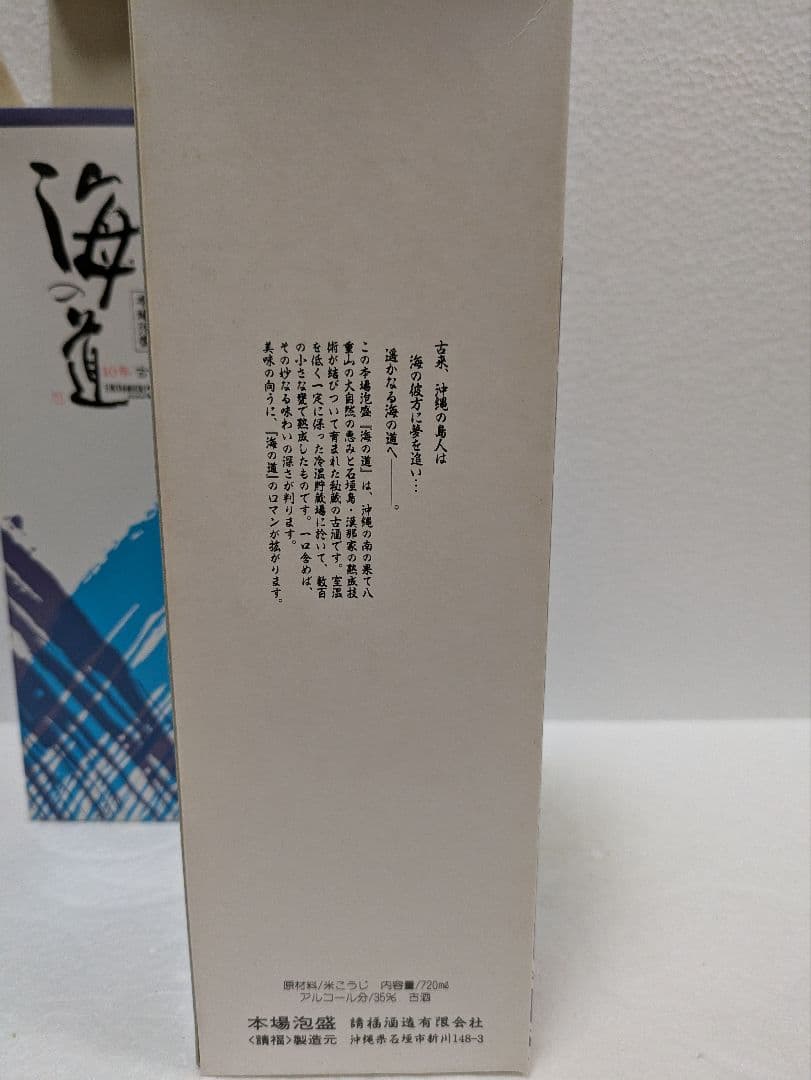 古来、沖縄の島人は
海の彼方に夢を追い…
遥かなる海の道へ――。
この本場泡盛『海の道』は、沖縄の南の果て八
重山の大自然の恵みと石垣島・漢那家の熟成技
術が結びついて育まれた秘蔵の古酒です。室温
を低く一定に保った冷温貯蔵場に於いて、数百
の小さな甕で熟成したものです。一口含めば、
その妙なる味わいの深さが判ります。
美味の向うに、『海の道』のロマンが拡がります。
原材料/米こうじ 内容量/720㎖
アルコール分/35% 古酒
本場泡盛 請福酒造有限会社
〈請福〉製造元 沖縄県石垣市新川148-3
海の道
10年